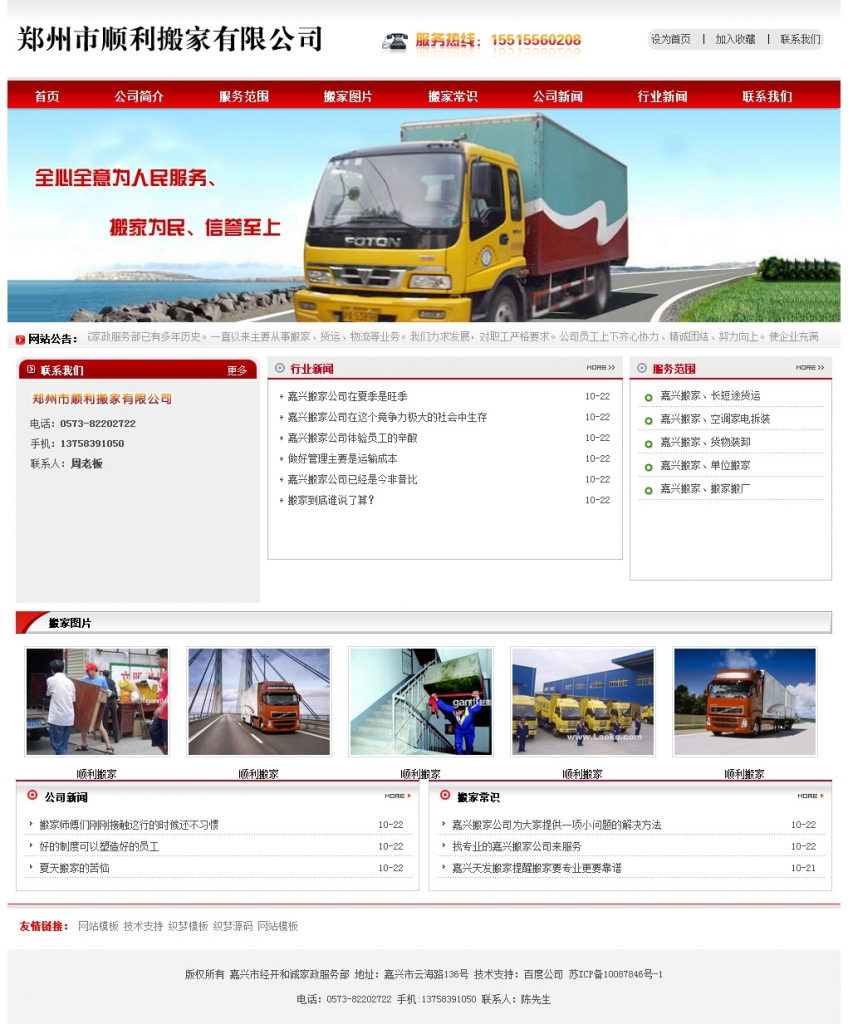 郑州市顺利搬家有限公司
服务热线：15515560208
设为首页 | 加入收藏 | 联系我们
首页 公司简介 服务范围 搬家图片 搬家常识 公司新闻 行业新闻 联系我们
全心全意为人民服务、
搬家为民、信誉至上
FOTON
网站公告： 家政服务部已有多年历史。一直以来主要从事搬家、货运、物流等业务。我们力求发展，对职工严格要求。公司员工上下齐心协力、精诚团结、努力向上。使企业充满
联系我们 更多
郑州市顺利搬家有限公司
电话：0573-82202722
手机：13758391050
联系人：周老板
行业新闻 MORE >>
嘉兴搬家公司在夏季是旺季 10-22
嘉兴搬家公司在这个竞争力极大的社会中生存 10-22
嘉兴搬家公司体验员工的辛酸 10-22
做好管理主要是运输成本 10-22
嘉兴搬家公司已经是今非昔比 10-22
搬家到底谁说了算？ 10-22
服务范围 MORE >>
嘉兴搬家、长短途货运
嘉兴搬家、空调家电拆装
嘉兴搬家、货物装卸
嘉兴搬家、单位搬家
嘉兴搬家、搬家搬厂
搬家图片
www.Laoke.com
顺利搬家 顺利搬家 顺利搬家 顺利搬家 顺利搬家
公司新闻 MORE
搬家师傅们刚刚接触这行的时候还不习惯 10-22
好的制度可以塑造好的员工 10-22
夏天搬家的苦恼 10-22
搬家常识 MORE
嘉兴搬家公司为大家提供一项小问题的解决方法 10-22
找专业的嘉兴搬家公司来服务 10-22
嘉兴天发搬家提醒搬家要专业更要靠谱 10-21
友情链接： 网站模板 技术支持 织梦模板 织梦源码 网站模板
版权所有 嘉兴市经开和诚家政服务部 地址：嘉兴市云海路136号 技术支持：百度公司 苏ICP备10087846号-1
电话：0573-82202722 手机:13758391050 联系人：陈先生